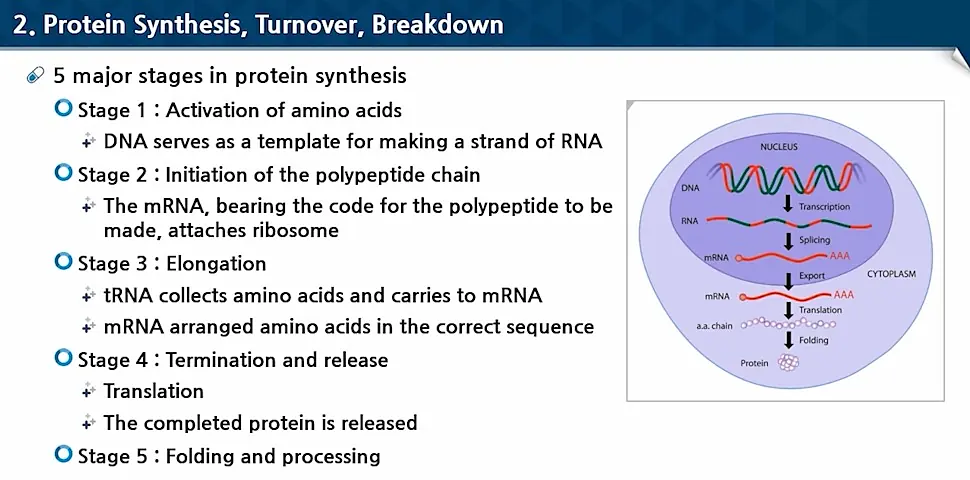 2. Protein Synthesis, Turnover, Breakdown
5 major stages in protein synthesis
Stage 1 : Activation of amino acids
DNA serves as a template for making a strand of RNA
Stage 2 : Initiation of the polypeptide chain
The mRNA, bearing the code for the polypeptide to be
made, attaches ribosome
Stage 3 : Elongation
tRNA collects amino acids and carries to mRNA
mRNA arranged amino acids in the correct sequence
Stage 4 : Termination and release
Translation
The completed protein is released
Stage 5 : Folding and processing
NUCLEUS
DNA
Transcription
RNA
Splicing
mRNA AAA
Export
CYTOPLASM
mRNA AAA
Translation
a.a. chain
Folding
Protein